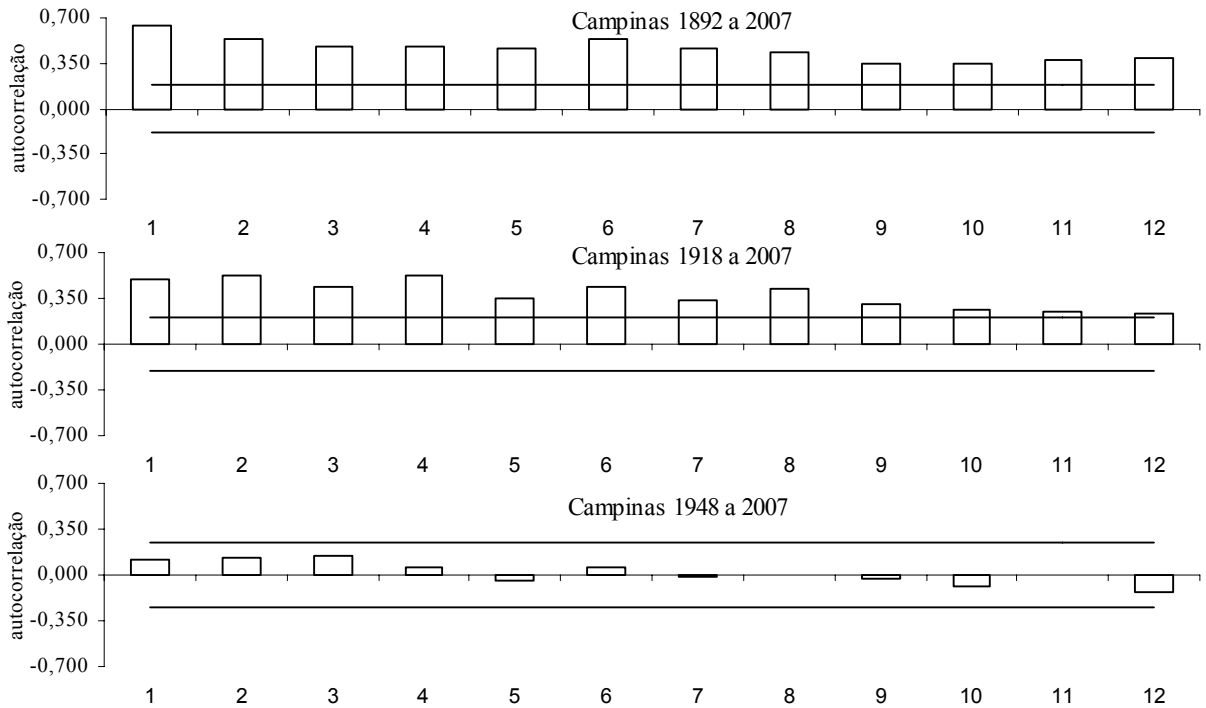 Campinas 1892 a 2007
autocorrelação
0,700
0,350
0,000
-0,350
-0,700
1 2 3 4 5 6 7 8 9 10 11 12
Campinas 1918 a 2007
autocorrelação
0,700
0,350
0,000
-0,350
-0,700
1 2 3 4 5 6 7 8 9 10 11 12
Campinas 1948 a 2007
autocorrelação
0,700
0,350
0,000
-0,350
-0,700
1 2 3 4 5 6 7 8 9 10 11 12